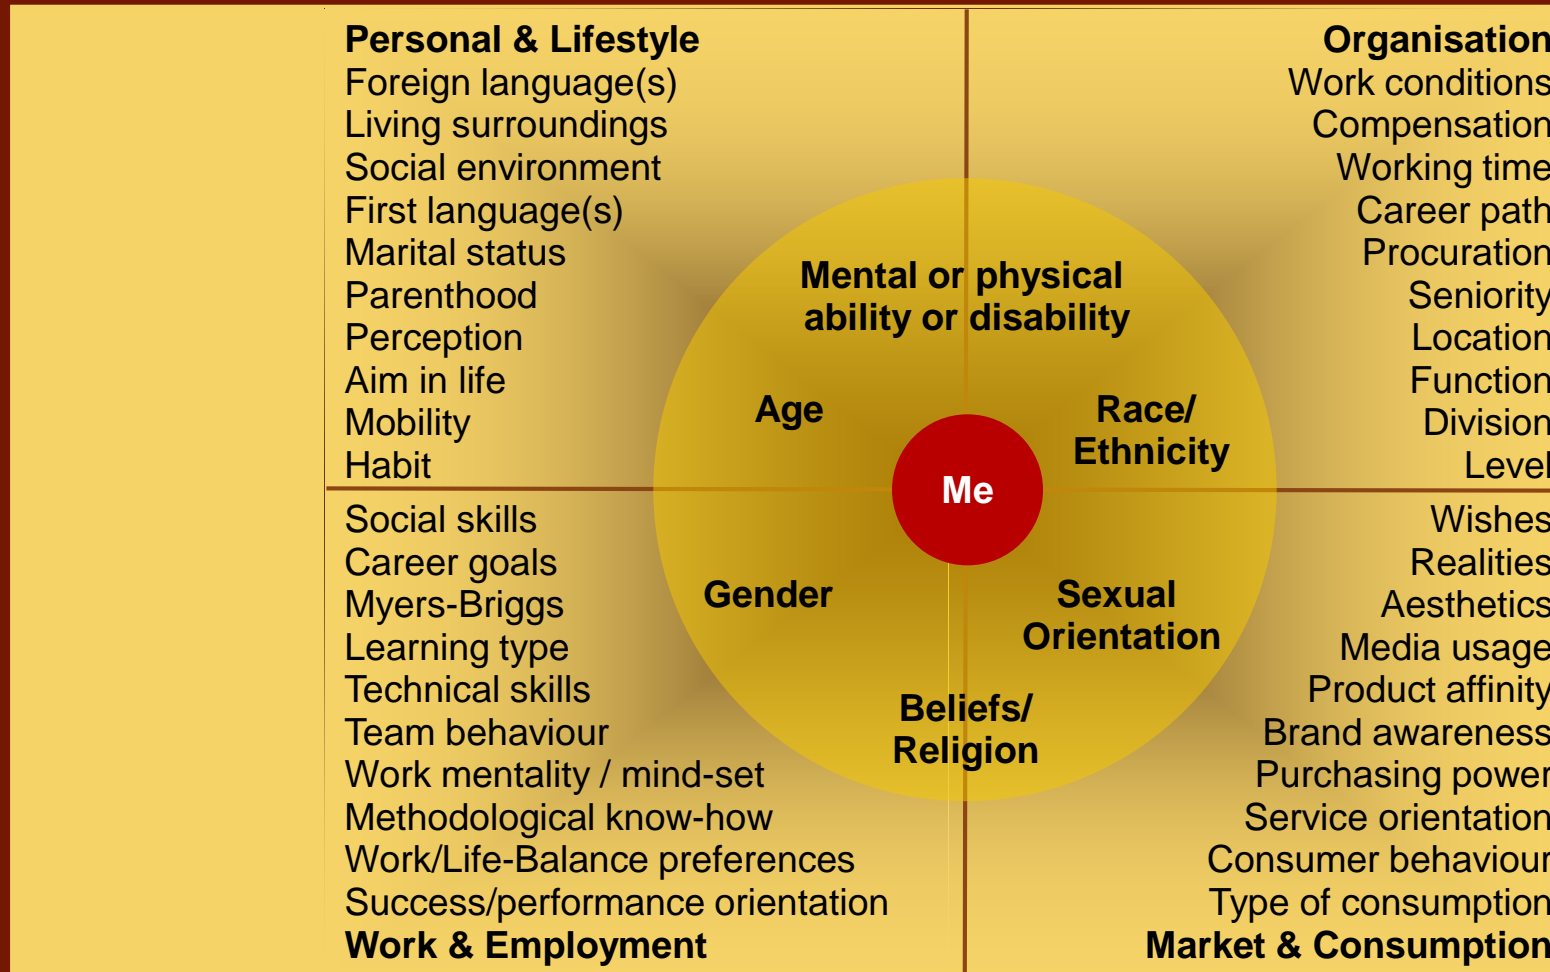 Personal & Lifestyle
Foreign language(s)
Living surroundings
Social environment
First language(s)
Marital status
Parenthood
Perception
Aim in life
Mobility
Habit
Organisation
Work conditions
Compensation
Working time
Career path
Procuration
Seniority
Location
Function
Division
Level
Mental or physical
ability or disability
Age
Race/
Ethnicity
Me
Gender
Sexual
Orientation
Beliefs/
Religion
Social skills
Career goals
Myers-Briggs
Learning type
Technical skills
Team behaviour
Work mentality / mind-set
Methodological know-how
Work/Life-Balance preferences
Success/performance orientation
Work & Employment
Wishes
Realities
Aesthetics
Media usage
Product affinity
Brand awareness
Purchasing power
Service orientation
Consumer behaviour
Type of consumption
Market & Consumption